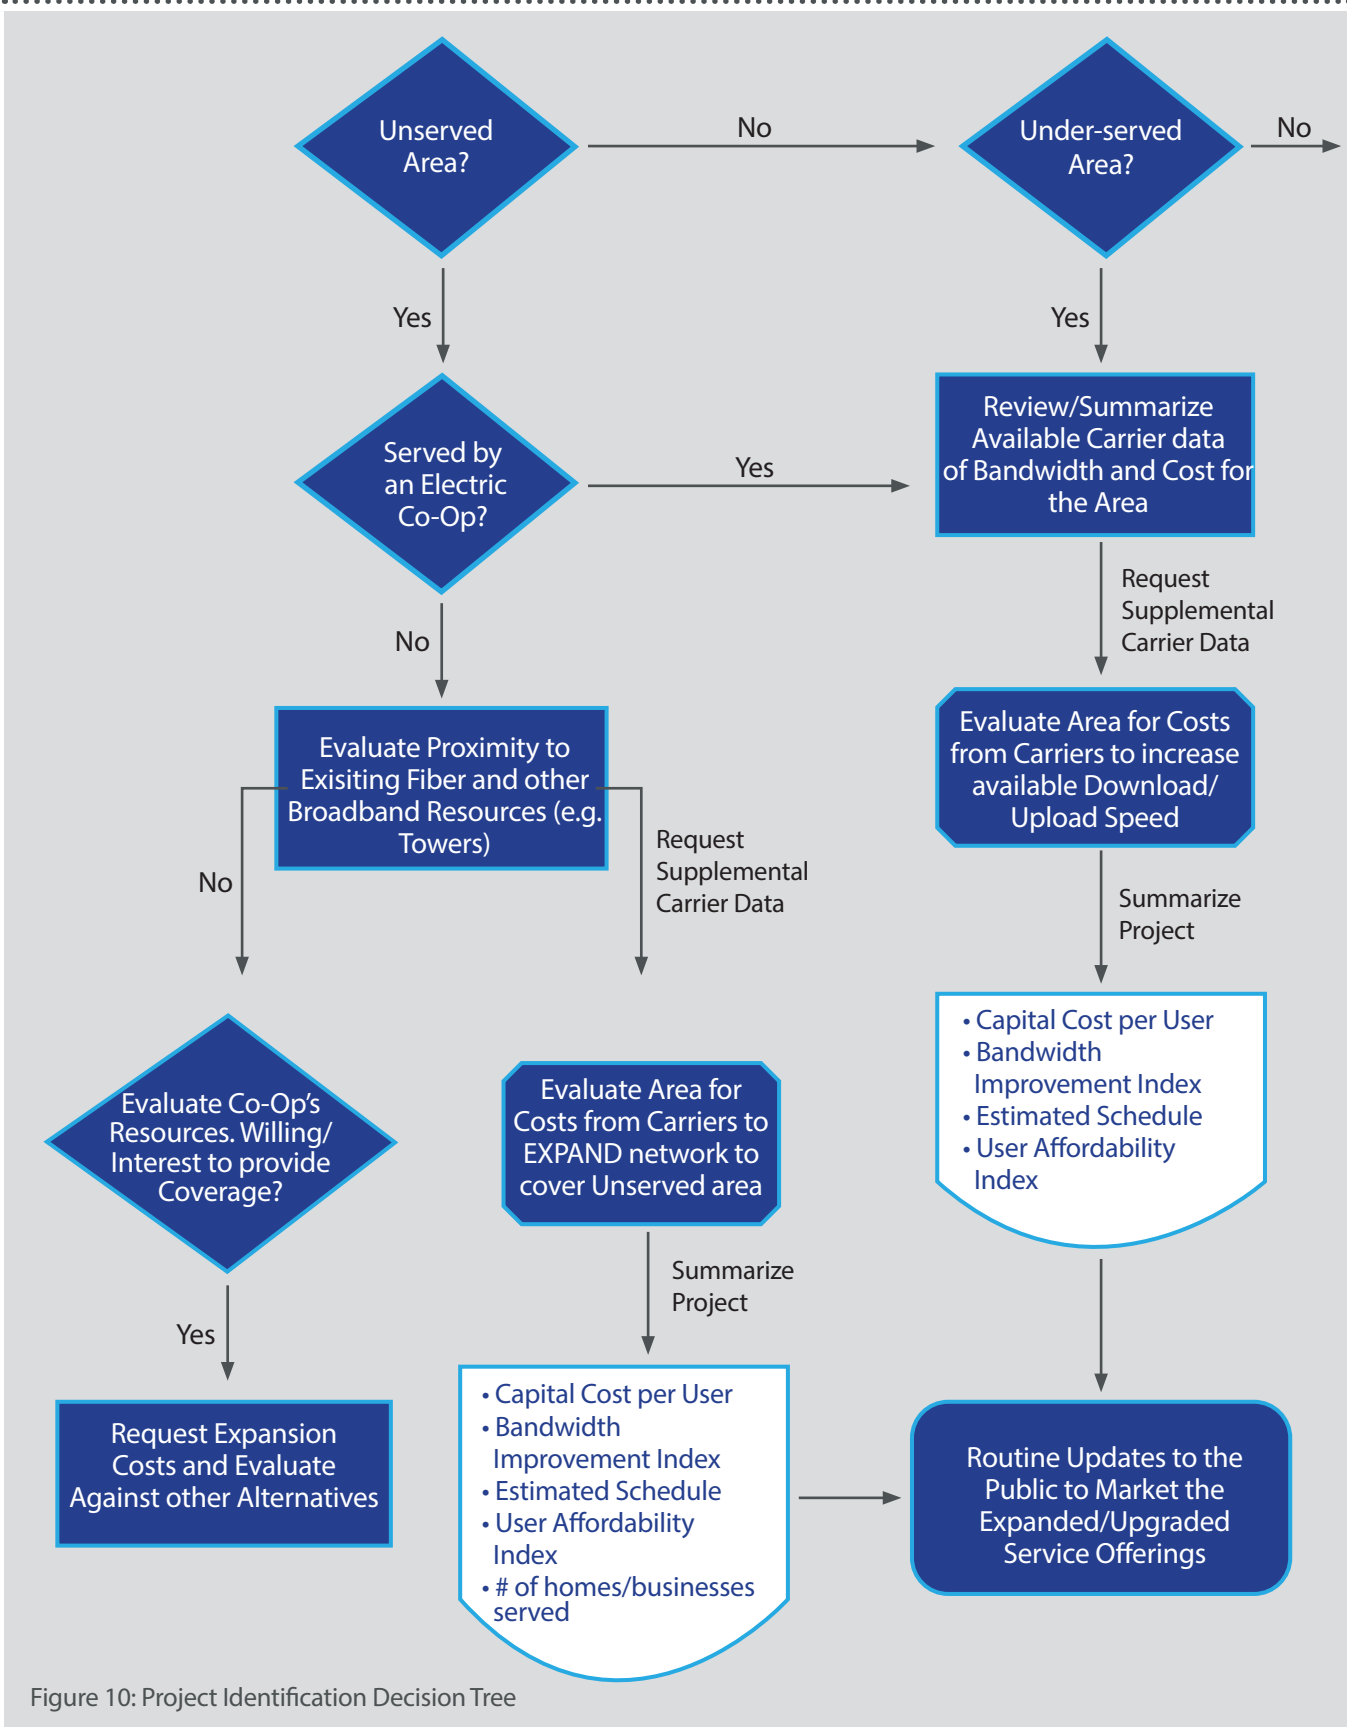 Unserved
Area?
No
Under-served
Area?
No
Yes
Yes
Served by
an Electric
Co-Op?
Yes
Review/Summarize
Available Carrier data
of Bandwidth and Cost for
the Area
No
Request
Supplemental
Carrier Data
Evaluate Proximity to
Exisiting Fiber and other
Broadband Resources (e.g.
Towers)
Evaluate Area for Costs
from Carriers to increase
available Download/
Upload Speed
No
Request
Supplemental
Carrier Data
Summarize
Project
Evaluate Co-Op's
Resources. Willing/
Interest to provide
Coverage?
Evaluate Area for
Costs from Carriers to
EXPAND network to
cover Unserved area
• Capital Cost per User
• Bandwidth
Improvement Index
• Estimated Schedule
• User Affordability
Index
Yes
Summarize
Project
Request Expansion
Costs and Evaluate
Against other Alternatives
• Capital Cost per User
• Bandwidth
Improvement Index
• Estimated Schedule
• User Affordability
Index
• # of homes/businesses
served
Routine Updates to the
Public to Market the
Expanded/Upgraded
Service Offerings
Figure 10: Project Identification Decision Tree